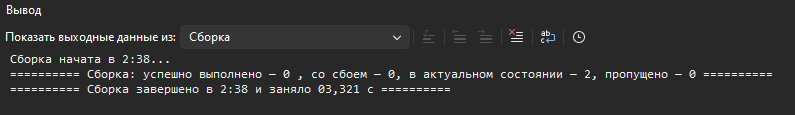 Вывод
Показать выходные данные из: Сборка
Сборка начата в 2:38...
========== Сборка: успешно выполнено — 0 , со сбоем — 0, в актуальном состоянии — 2, пропущено — 0 ==========
========== Сборка завершено в 2:38 и заняло 03,321 с ==========